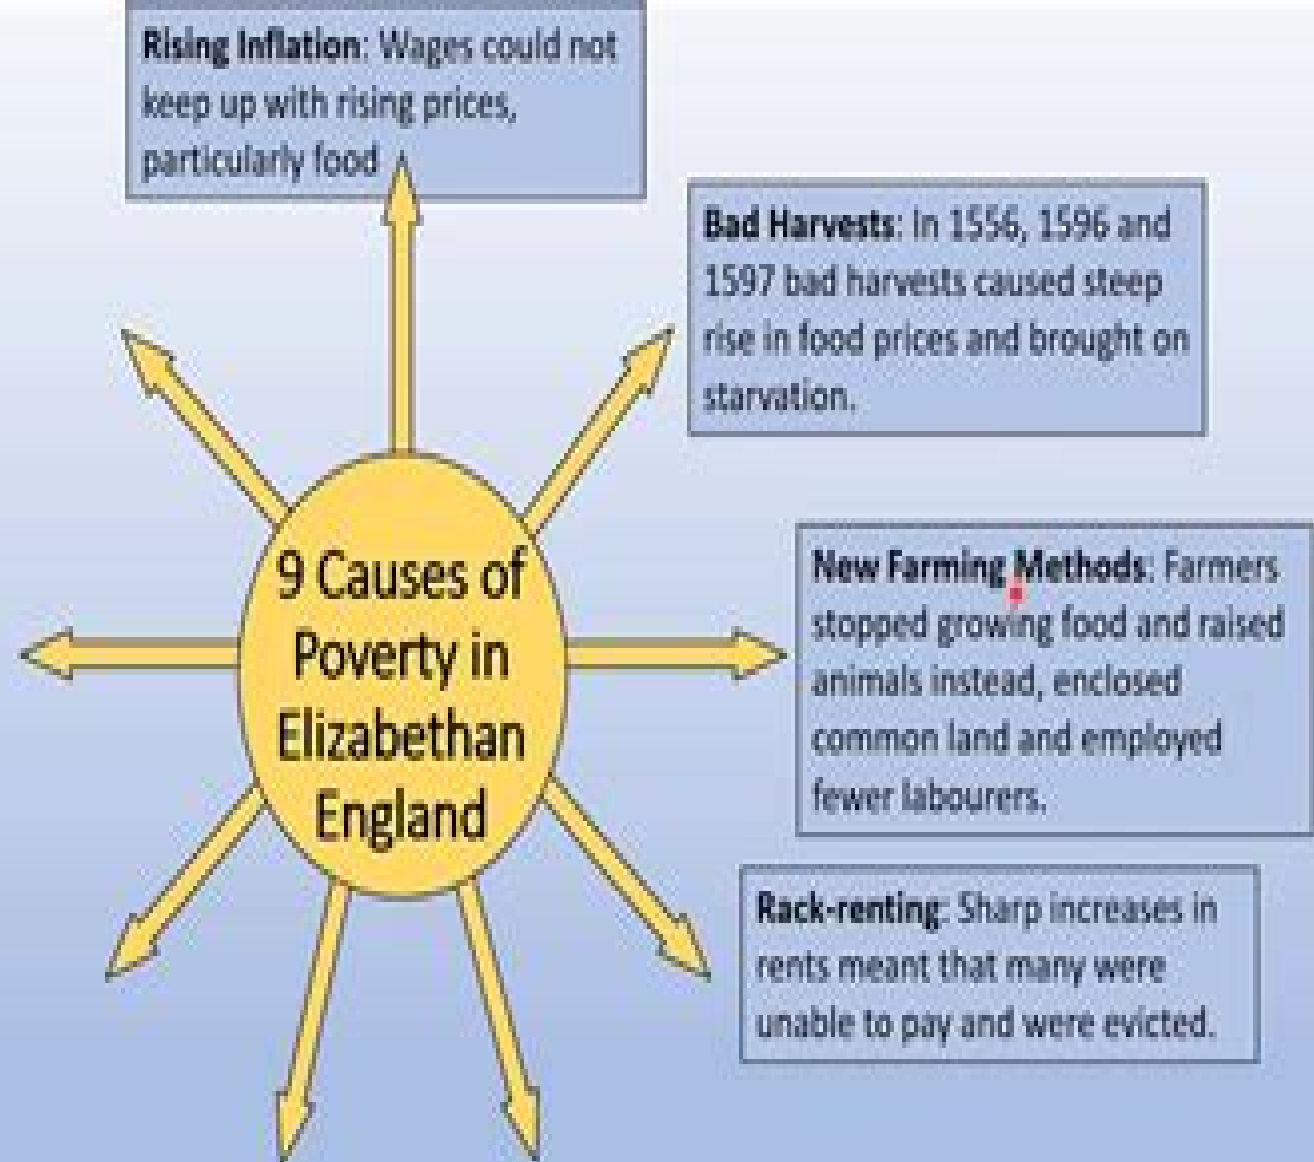 Rising Inflation: Wages could not
keep up with rising prices,
particularly food
Bad Harvests: In 1556, 1596 and
1597 bad harvests caused steep
rise in food prices and brought on
starvation.
9 Causes of
Poverty in
Elizabethan
England
New Farming Methods: Farmers
stopped growing food and raised
animals instead, enclosed
common land and employed
fewer labourers.
Rack-renting: Sharp increases in
rents meant that many were
unable to pay and were evicted.